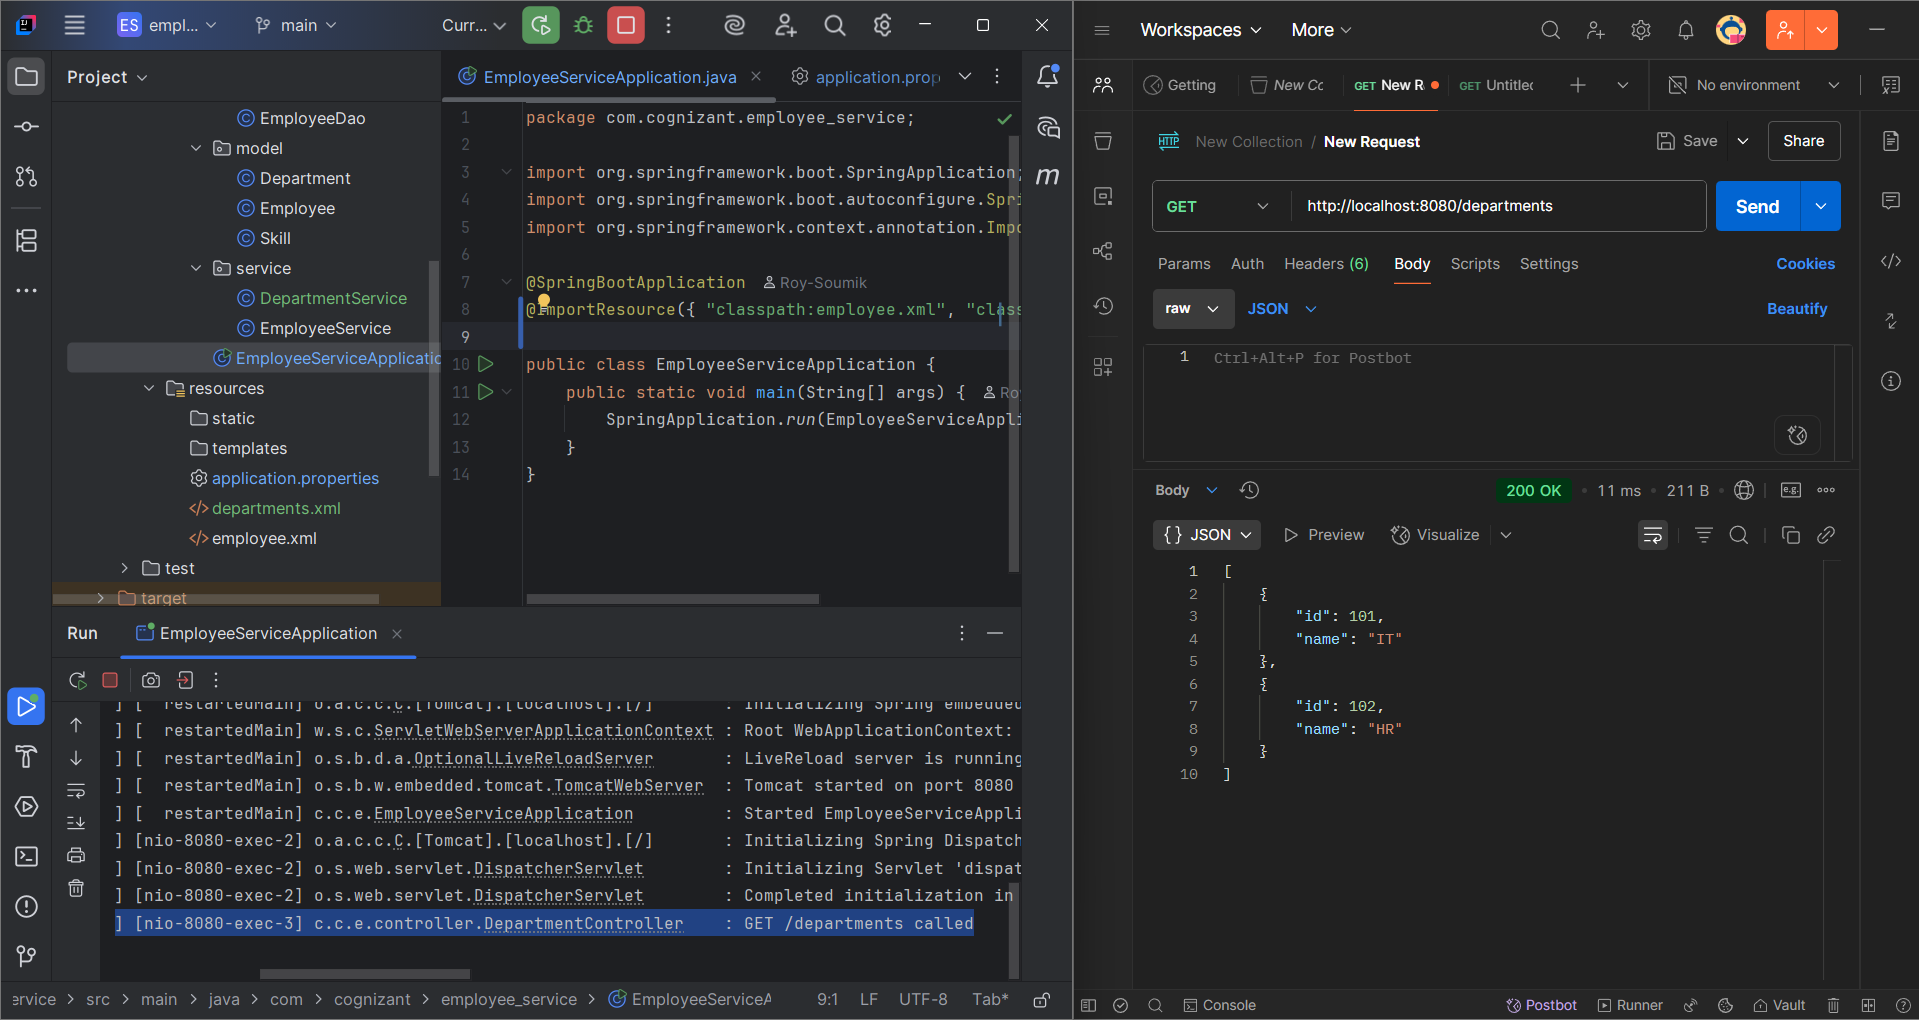 ES empl...
main
Curr...
Project
EmployeeDao
model
Department
Employee
Skill
service
DepartmentService
EmployeeService
EmployeeServiceApplicatic
resources
static
templates
application.properties
departments.xml
employee.xml
test
target
EmployeeServiceApplication.java
application.prop
1 package com.cognizant.employee_service;
2
3 import org.springframework.boot.SpringApplication;
4 import org.springframework.boot.autoconfigure.Spri
5 import org.springframework.context.annotation.Impo
6
7 @SpringBootApplication Roy-Soumik
8 @ImportResource({ "classpath:employee.xml", "class
9
10 public class EmployeeServiceApplication {
11 public static void main(String[] args) { Ro
12 SpringApplication.run(EmployeeServiceAppli
13 }
14 }
Run
EmployeeServiceApplication
] [ restartedMain] o.a.c.c.C.[Tomcat].[localhost].[/] : Initializing Spring embedded
] [ restartedMain] w.s.c.ServletWebServerApplicationContext : Root WebApplicationContext:
] [ restartedMain] o.s.b.d.a.OptionalLiveReloadServer : LiveReload server is running
] [ restartedMain] o.s.b.w.embedded.tomcat.TomcatWebServer : Tomcat started on port 8080
] [ restartedMain] c.c.e.EmployeeServiceApplication : Started EmployeeServiceAppli
] [nio-8080-exec-2] o.a.c.c.C.[Tomcat].[localhost].[/] : Initializing Spring Dispatch
] [nio-8080-exec-2] o.s.web.servlet.DispatcherServlet : Initializing Servlet 'dispat
] [nio-8080-exec-2] o.s.web.servlet.DispatcherServlet : Completed initialization in
] [nio-8080-exec-3] c.c.e.controller.DepartmentController : GET /departments called
ervice > src > main > java > com > cognizant > employee_service > EmployeeServiceA
9:1 LF UTF-8 Tab*
Workspaces
More
Getting
New Cc
GET New R
GET Untitlec
No environment
HTTP New Collection / New Request
Save
Share
GET http://localhost:8080/departments
Send
Params Auth Headers (6) Body Scripts Settings
Cookies
raw JSON
Beautify
1 Ctrl+Alt+P for Postbot
Body
200 OK • 11 ms • 211 B
e.g.
{} JSON
Preview
Visualize
1 [
2 {
3 "id": 101,
4 "name": "IT"
5 },
6 {
7 "id": 102,
8 "name": "HR"
9 }
10 ]
Console
Postbot
Runner
Vault